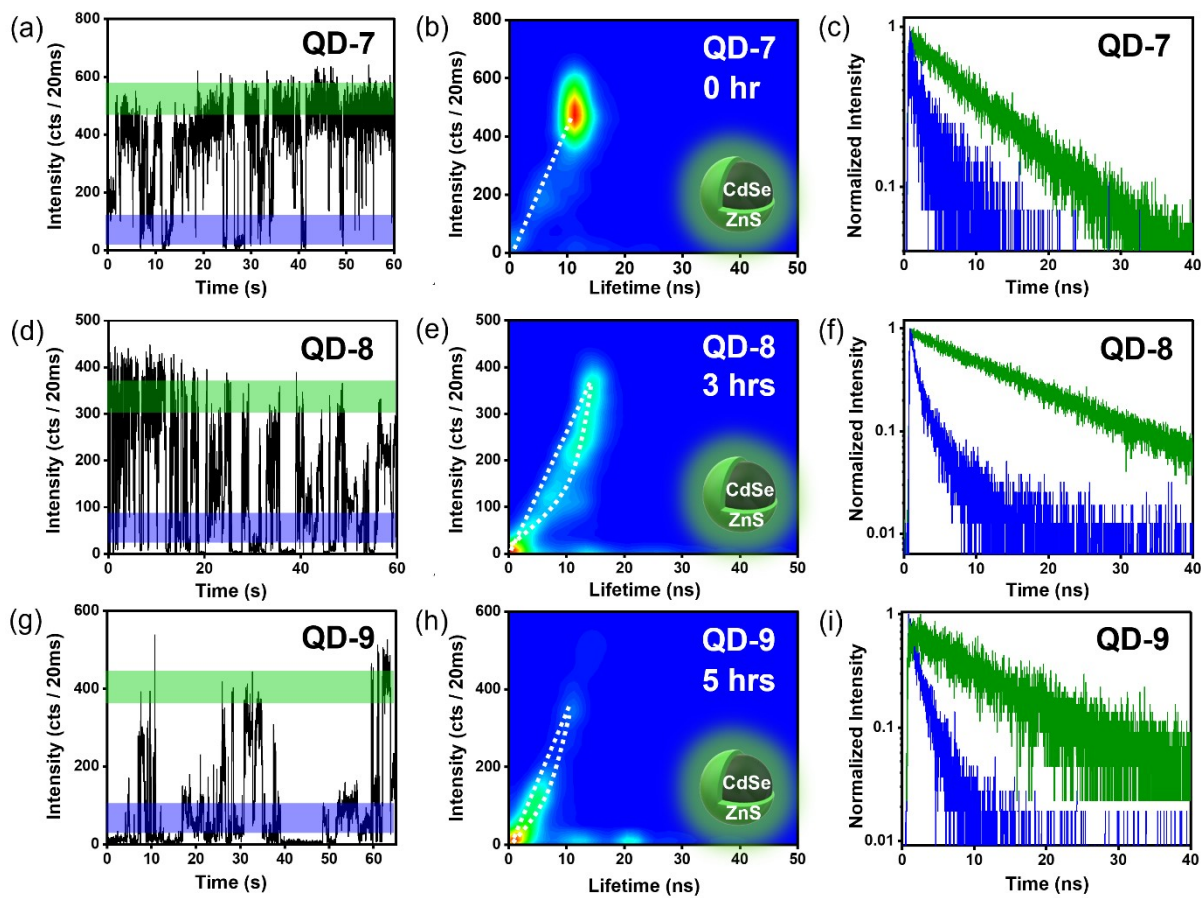 (a)
QD-7
Intensity (cts / 20ms)
800
600
400
200
0
0 10 20 30 40 50 60
Time (s)
(b)
QD-7
0 hr
CdSe
ZnS
Intensity (cts / 20ms)
800
600
400
200
0
0 10 20 30 40 50
Lifetime (ns)
(c)
QD-7
Normalized Intensity
1
0.1
0 10 20 30 40
Time (ns)
(d)
QD-8
Intensity (cts / 20ms)
500
400
300
200
100
0
0 10 20 30 40 50 60
Time (s)
(e)
QD-8
3 hrs
CdSe
ZnS
Intensity (cts / 20ms)
500
400
300
200
100
0
0 10 20 30 40 50
Lifetime (ns)
(f)
QD-8
Normalized Intensity
1
0.1
0.01
0 10 20 30 40
Time (ns)
(g)
QD-9
Intensity (cts / 20ms)
600
400
200
0
0 10 20 30 40 50 60
Time (s)
(h)
QD-9
5 hrs
CdSe
ZnS
Intensity (cts / 20ms)
600
400
200
0
0 10 20 30 40 50
Lifetime (ns)
(i)
QD-9
Normalized Intensity
1
0.1
0.01
0 10 20 30 40
Time (ns)